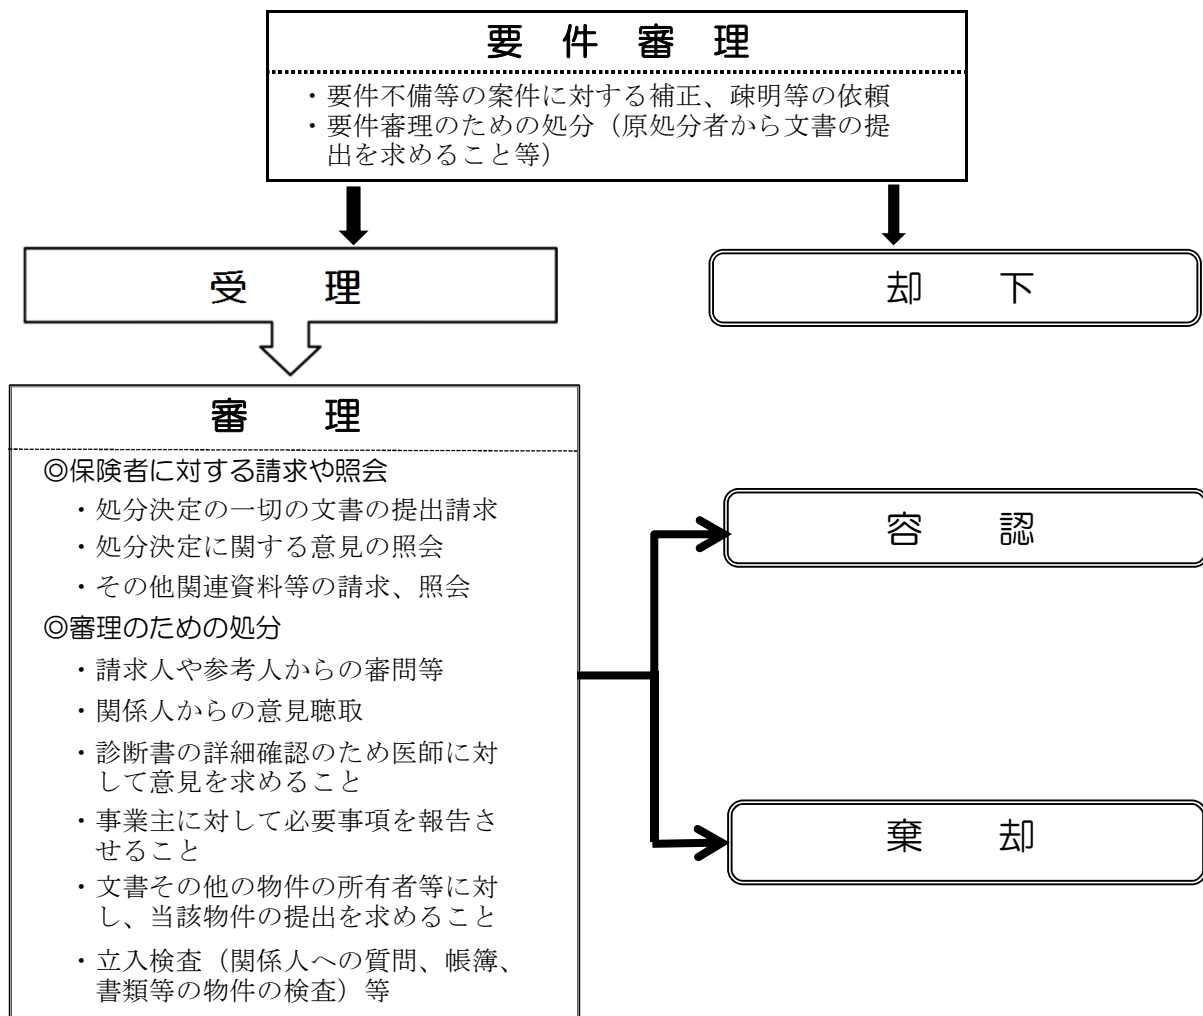 要件審理
・要件不備等の案件に対する補正、疎明等の依頼
・要件審理のための処分（原処分者から文書の提
出を求めること等）
受理
却下
審理
◎保険者に対する請求や照会
・処分決定の一切の文書の提出請求
・処分決定に関する意見の照会
・その他関連資料等の請求、照会
◎審理のための処分
・請求人や参考人からの審問等
・関係人からの意見聴取
・診断書の詳細確認のため医師に対
して意見を求めること
・事業主に対して必要事項を報告さ
せること
・文書その他の物件の所有者等に対
し、当該物件の提出を求めること
・立入検査（関係人への質問、帳簿、
書類等の物件の検査）等
容認
棄却